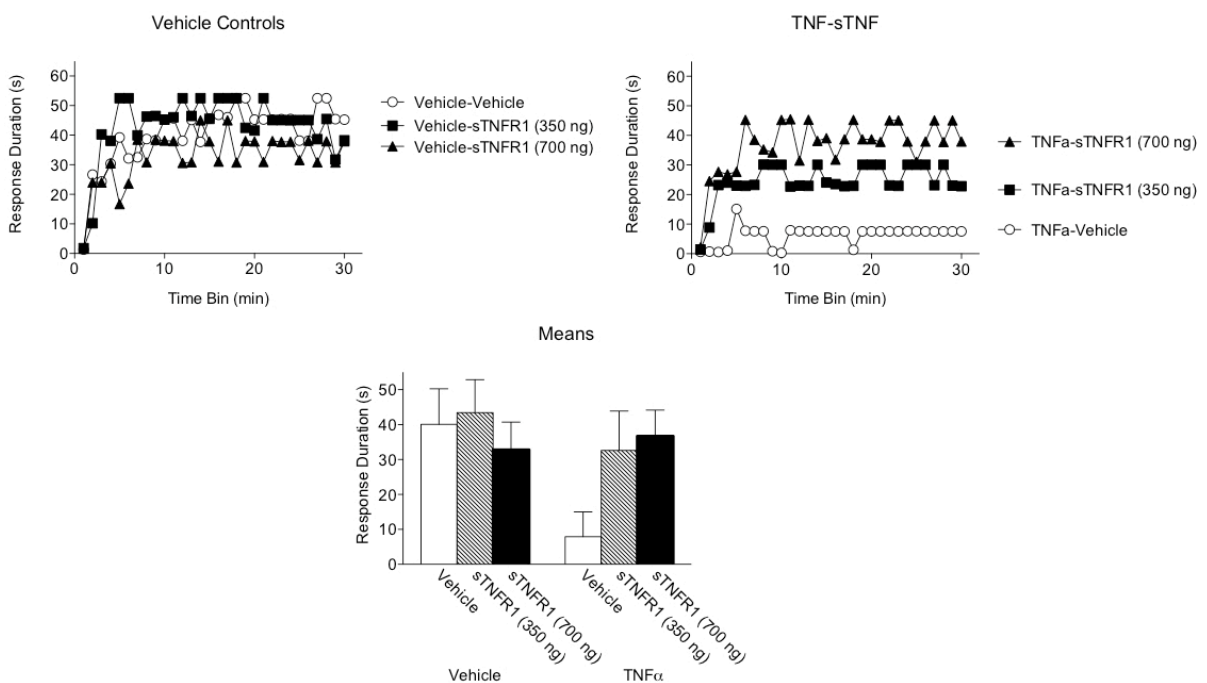 Vehicle Controls
Response Duration (s)
60
50
40
30
20
10
0
0 10 20 30
Time Bin (min)
Vehicle-Vehicle
Vehicle-sTNFR1 (350 ng)
Vehicle-sTNFR1 (700 ng)
TNF-sTNF
Response Duration (s)
60
50
40
30
20
10
0
0 10 20 30
Time Bin (min)
TNFa-sTNFR1 (700 ng)
TNFa-sTNFR1 (350 ng)
TNFa-Vehicle
Means
Response Duration (s)
50
40
30
20
10
0
Vehicle
sTNFR1 (350 ng)
sTNFR1 (700 ng)
Vehicle
sTNFR1 (350 ng)
sTNFR1 (700 ng)
Vehicle
TNFα